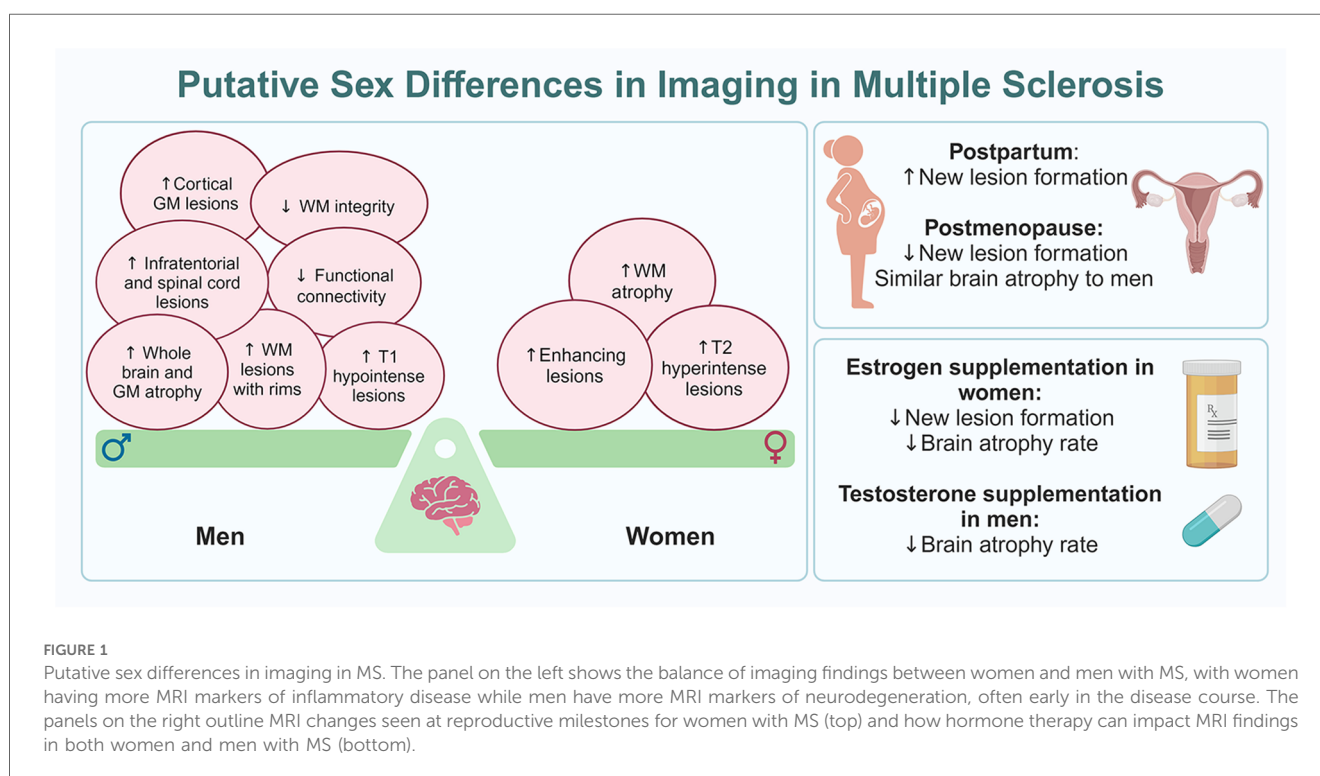 Putative Sex Differences in Imaging in Multiple Sclerosis
↑Cortical
GM lesions
↓ WM integrity
↑ Infratentorial
and spinal cord
lesions
↓ Functional
connectivity
↑ Whole
brain and
GM atrophy
↑ WM
lesions
with rims
↑ T1
hypointense
lesions
↑WM
atrophy
↑Enhancing
lesions
↑T2
hyperintense
lesions
Men
Women
Postpartum:
↑New lesion formation
Postmenopause:
↓New lesion formation
Similar brain atrophy to men
Estrogen supplementation in
women:
↓New lesion formation
↓Brain atrophy rate
Rx
Testosterone supplementation
in men:
↓Brain atrophy rate
FIGURE 1
Putative sex differences in imaging in MS. The panel on the left shows the balance of imaging findings between women and men with MS, with women
having more MRI markers of inflammatory disease while men have more MRI markers of neurodegeneration, often early in the disease course. The
panels on the right outline MRI changes seen at reproductive milestones for women with MS (top) and how hormone therapy can impact MRI findings
in both women and men with MS (bottom).